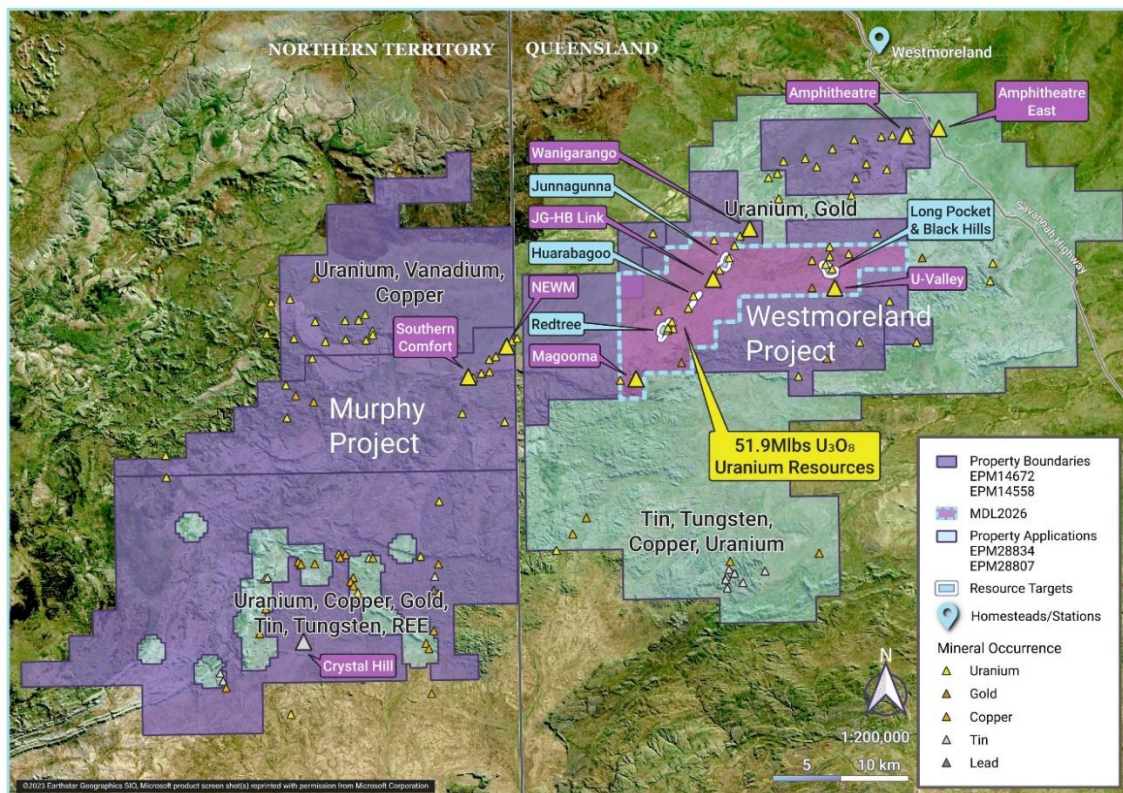 NORTHERN TERRITORY
QUEENSLAND
Westmoreland
Amphitheatre
Amphitheatre
East
Wanigarango
Junnagunna
JG-HB Link
Huarabagoo
NEWM
Redtree
Magooma
Southern
Comfort
Uranium, Gold
Long Pocket
& Black Hills
U-Valley
Savannah Highway
Uranium, Vanadium,
Copper
Westmoreland
Project
Murphy
Project
51.9Mlbs U₃O₈
Uranium Resources
Tin, Tungsten,
Copper, Uranium
Uranium, Copper, Gold,
Tin, Tungsten, REE
Crystal Hill
Property Boundaries
EPM14672
EPM14558
MDL2026
Property Applications
EPM28834
EPM28807
Resource Targets
Homesteads/Stations
Mineral Occurrence
Uranium
Gold
Copper
Tin
Lead
N
1:200,000
5 10 km
©2023 Earthstar Geographics SIO, Microsoft product screen shot(s) reprinted with permission from Microsoft Corporation